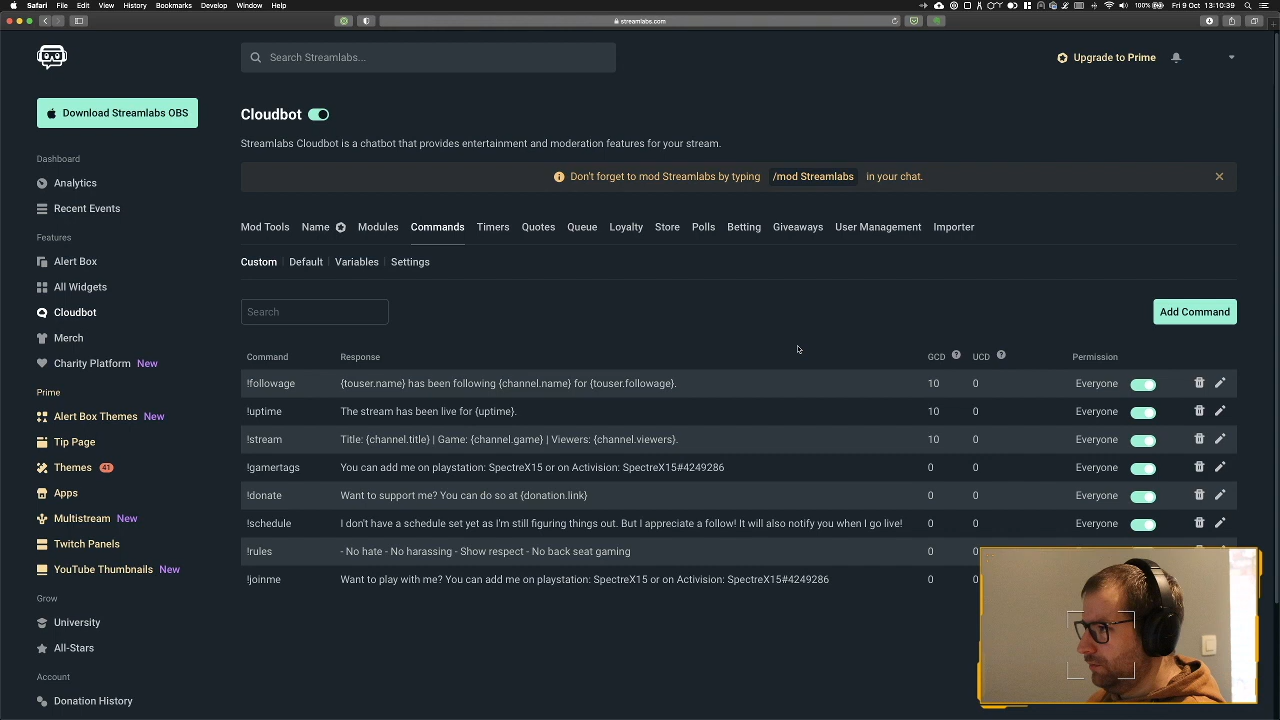 Safari File Edit View History Bookmarks Develop Window Help
100% Fri 9 Oct 13:10:39
streamlabs.com
Search Streamlabs...
Upgrade to Prime
Download Streamlabs OBS
Cloudbot
Streamlabs Cloudbot is a chatbot that provides entertainment and moderation features for your stream.
Don't forget to mod Streamlabs by typing /mod Streamlabs in your chat.
Dashboard
Analytics
Recent Events
Features
Alert Box
All Widgets
Cloudbot
Merch
Charity Platform New
Prime
Alert Box Themes New
Tip Page
Themes 41
Apps
Multistream New
Twitch Panels
YouTube Thumbnails New
Grow
University
All-Stars
Account
Donation History
Mod Tools Name Modules Commands Timers Quotes Queue Loyalty Store Polls Betting Giveaways User Management Importer
Custom Default Variables Settings
Search
Add Command
Command Response GCD ? UCD ? Permission
!followage {touser.name} has been following {channel.name} for {touser.followage}. 10 0 Everyone
!uptime The stream has been live for {uptime}. 10 0 Everyone
!stream Title: {channel.title} | Game: {channel.game} | Viewers: {channel.viewers}. 10 0 Everyone
!gamertags You can add me on playstation: SpectreX15 or on Activision: SpectreX15#4249286 0 0 Everyone
!donate Want to support me? You can do so at {donation.link} 0 0 Everyone
!schedule I don't have a schedule set yet as I'm still figuring things out. But I appreciate a follow! It will also notify you when I go live! 0 0 Everyone
!rules - No hate - No harassing - Show respect - No back seat gaming 0 0
!joinme Want to play with me? You can add me on playstation: SpectreX15 or on Activision: SpectreX15#4249286 0 0